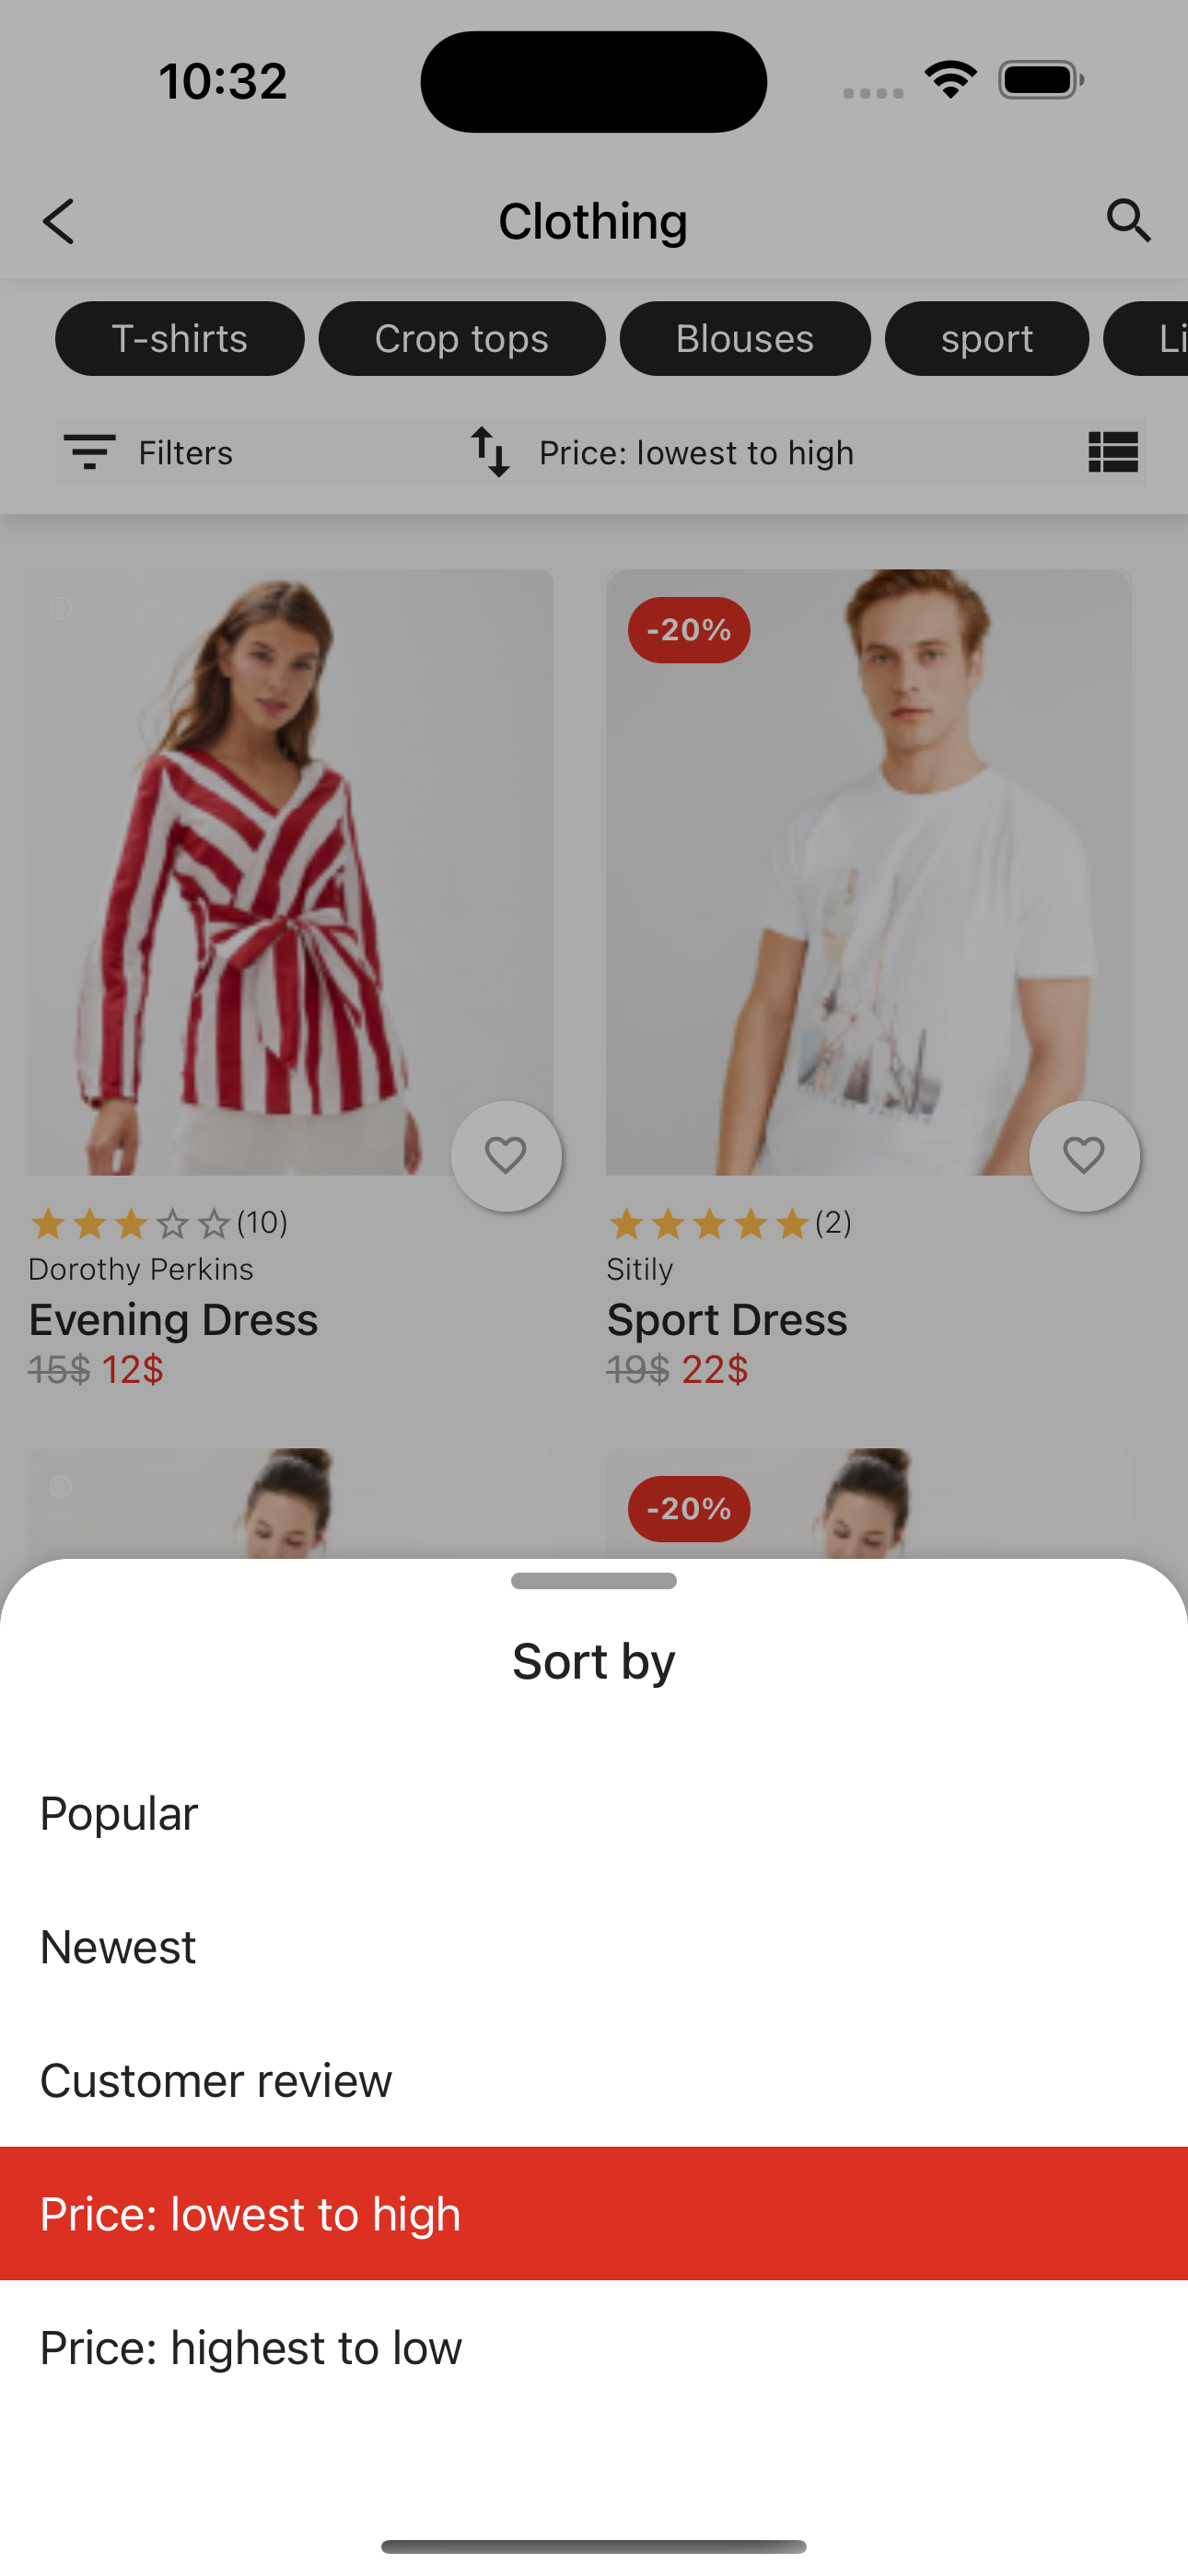 10:32
Clothing
T-shirts Crop tops Blouses sport Li
Filters Price: lowest to high
-20%
(10) (2)
Dorothy Perkins Sitily
Evening Dress Sport Dress
15$ 12$ 19$ 22$
-20%
Sort by
Popular
Newest
Customer review
Price: lowest to high
Price: highest to low